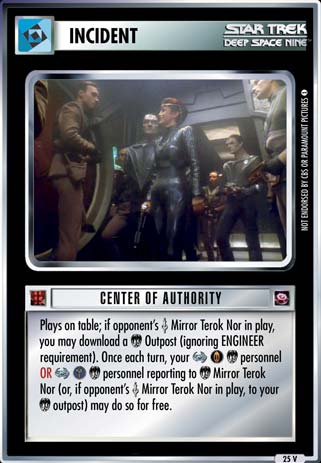 INCIDENT
STAR TREK
DEEP SPACE NINE
NOT ENDORSED BY CBS OR PARAMOUNT PICTURES
CENTER OF AUTHORITY
Plays on table; if opponent's Mirror Terok Nor in play,
you may download a Outpost (ignoring ENGINEER
requirement). Once each turn, your personnel
OR personnel reporting to Mirror Terok
Nor (or, if opponent's Mirror Terok Nor in play, to your
outpost) may do so for free.
25 V